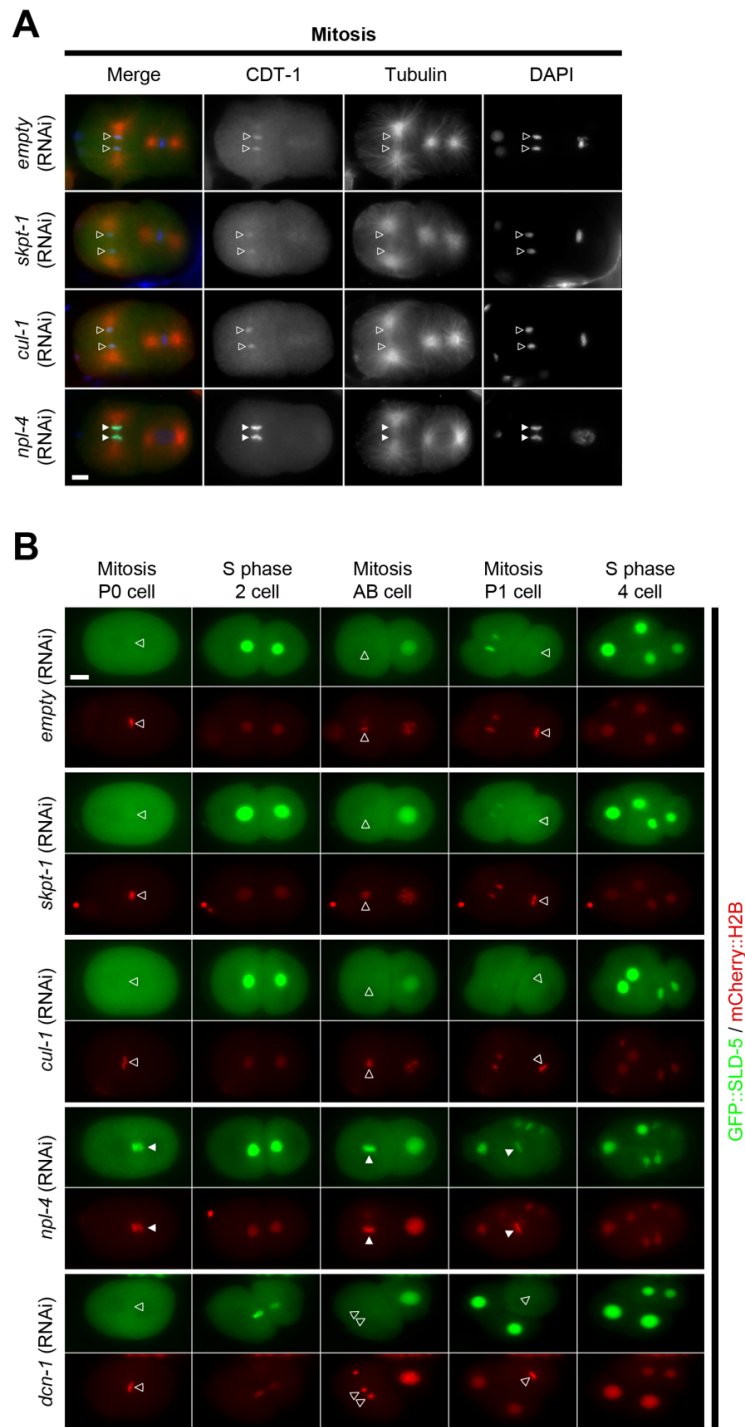 A
Mitosis
Merge CDT-1 Tubulin DAPI
empty
(RNAi)
skpt-1
(RNAi)
cul-1
(RNAi)
npl-4
(RNAi)
B
Mitosis S phase Mitosis Mitosis S phase
P0 cell 2 cell AB cell P1 cell 4 cell
empty (RNAi)
skpt-1 (RNAi)
cul-1 (RNAi)
npl-4 (RNAi)
dcn-1 (RNAi)
GFP::SLD-5 / mCherry::H2B